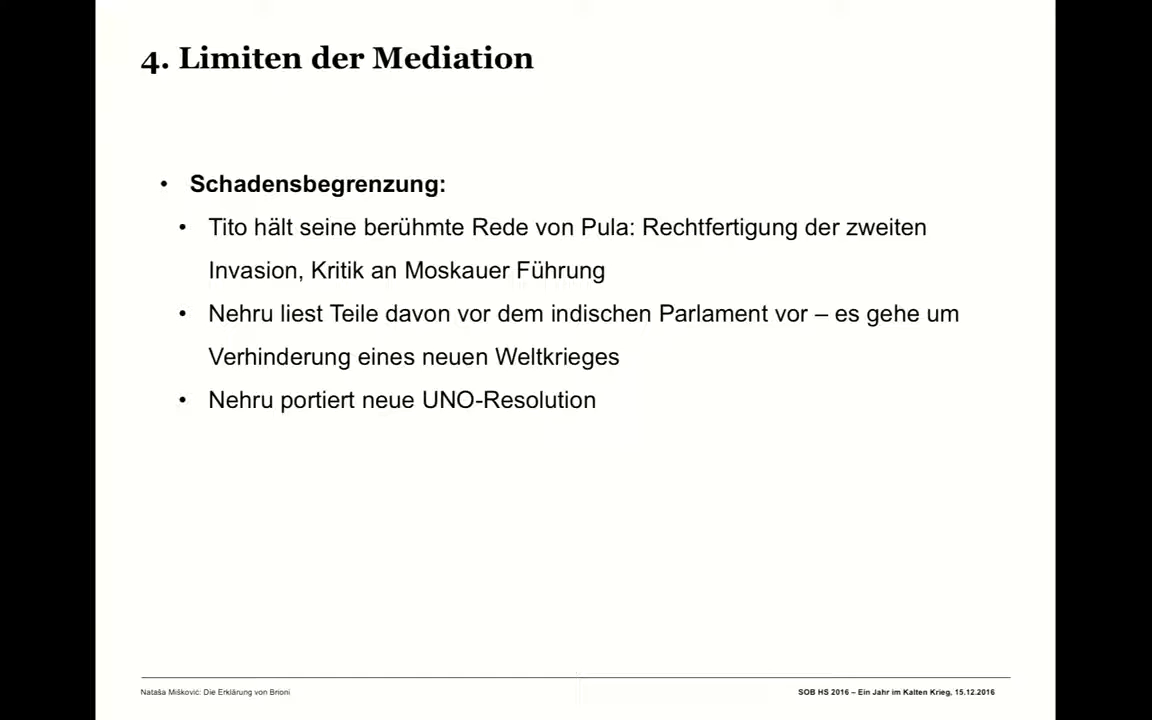 4. Limiten der Mediation
• Schadensbegrenzung:
• Tito hält seine berühmte Rede von Pula: Rechtfertigung der zweiten
Invasion, Kritik an Moskauer Führung
• Nehru liest Teile davon vor dem indischen Parlament vor – es gehe um
Verhinderung eines neuen Weltkrieges
• Nehru portiert neue UNO-Resolution
Nataša Mišković: Die Erklärung von Brioni
SOB HS 2016 – Ein Jahr im Kalten Krieg, 15.12.2016